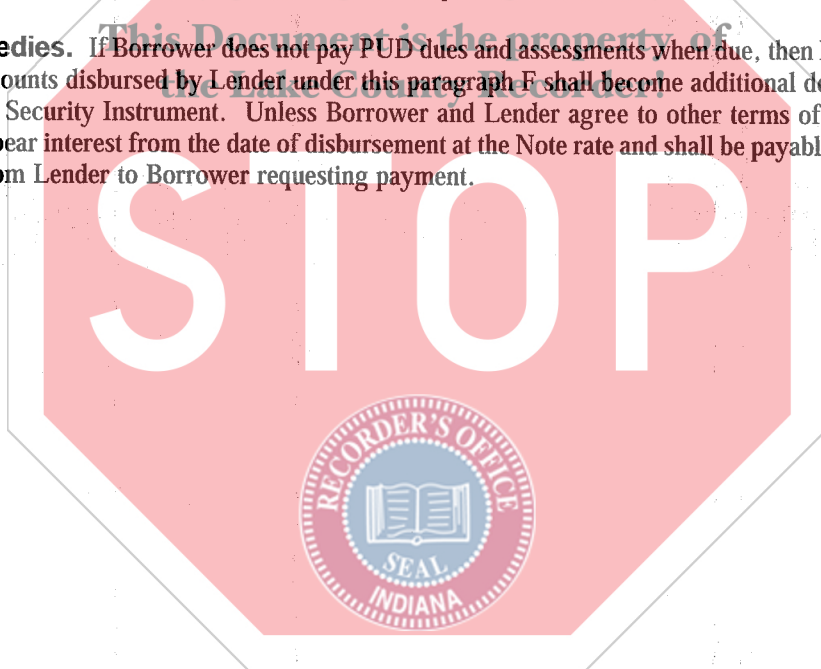 This Document is the property of
edies. If Borrower does not pay PUD dues and assessments when due, then
the Lake County Recorder!
ounts disbursed by Lender under this paragraph F shall become additional de
Security Instrument. Unless Borrower and Lender agree to other terms of
ear interest from the date of disbursement at the Note rate and shall be payabl
om Lender to Borrower requesting payment.
STOP
RECORDER'S OFFICE
SEAL
INDIANA